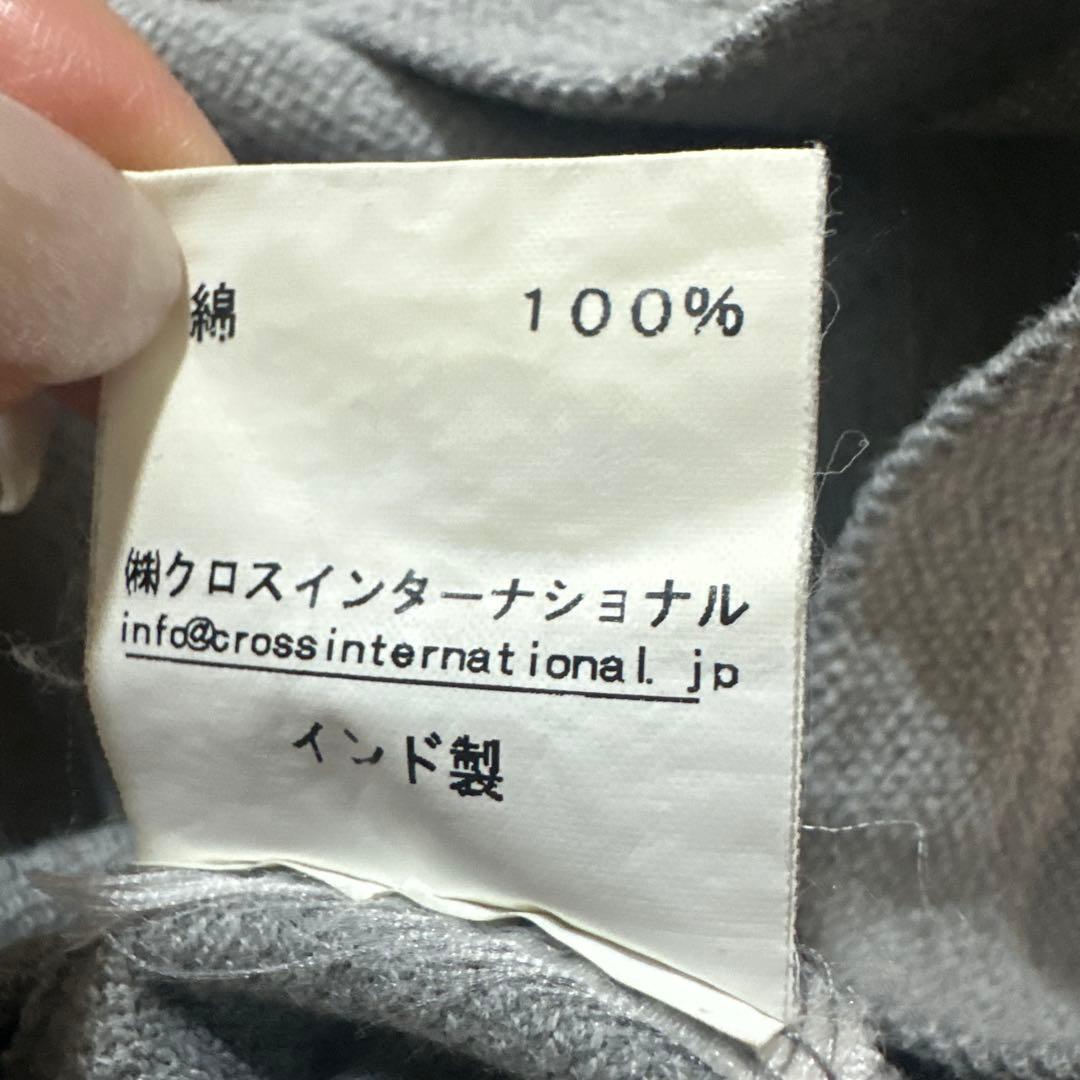 綿 100%
(株)クロスインターナショナル
info@crossinternational.jp
インド製